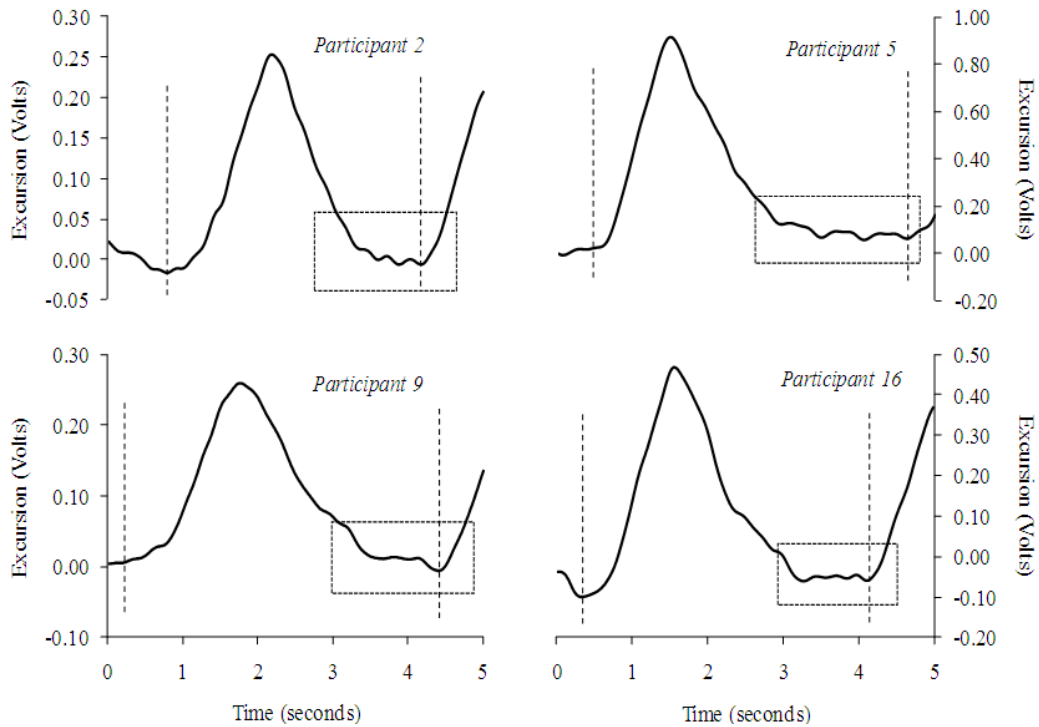 Participant 2
Excursion (Volts)
0.30
0.25
0.20
0.15
0.10
0.05
0.00
-0.05
Participant 5
Excursion (Volts)
1.00
0.80
0.60
0.40
0.20
0.00
-0.20
Participant 9
Excursion (Volts)
0.30
0.20
0.10
0.00
-0.10
0 1 2 3 4 5
Time (seconds)
Participant 16
Excursion (Volts)
0.50
0.40
0.30
0.20
0.10
0.00
-0.10
-0.20
0 1 2 3 4 5
Time (seconds)